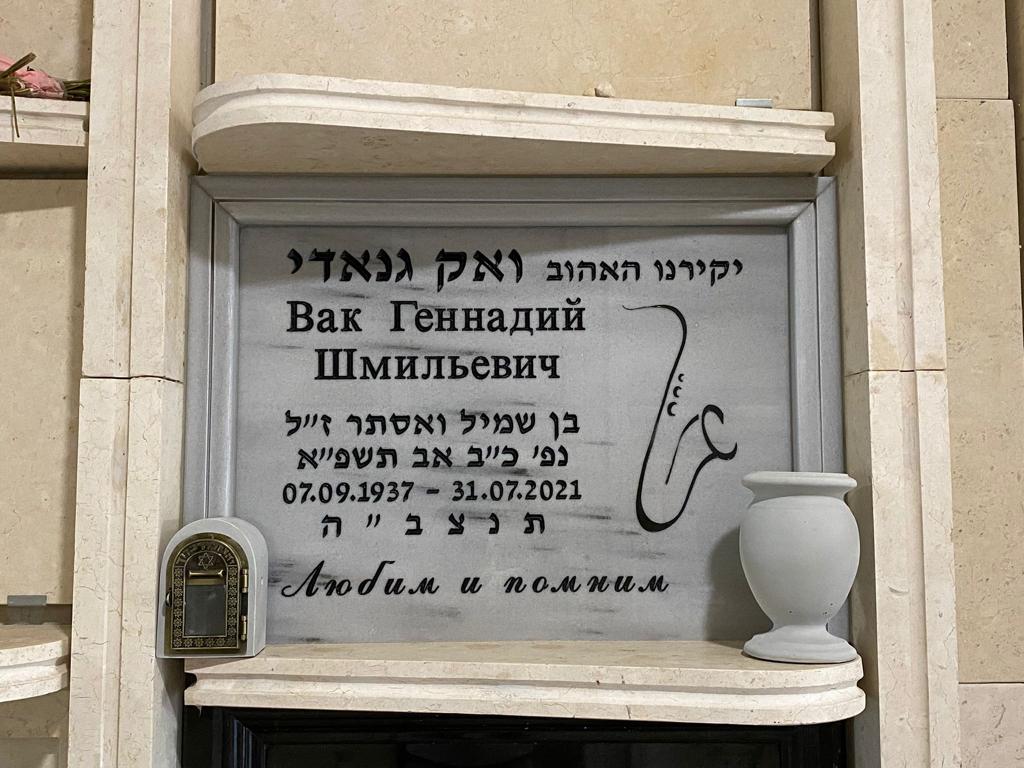 יקירנו האהוב ואק גנאדי
Вак Геннадий
Шмильевич
בן שמיל ואסתר ז״ל
נפ׳ כ״ב אב תשפ״א
07.09.1937 - 31.07.2021
ת נ צ ב ״ ה
Любим и помним